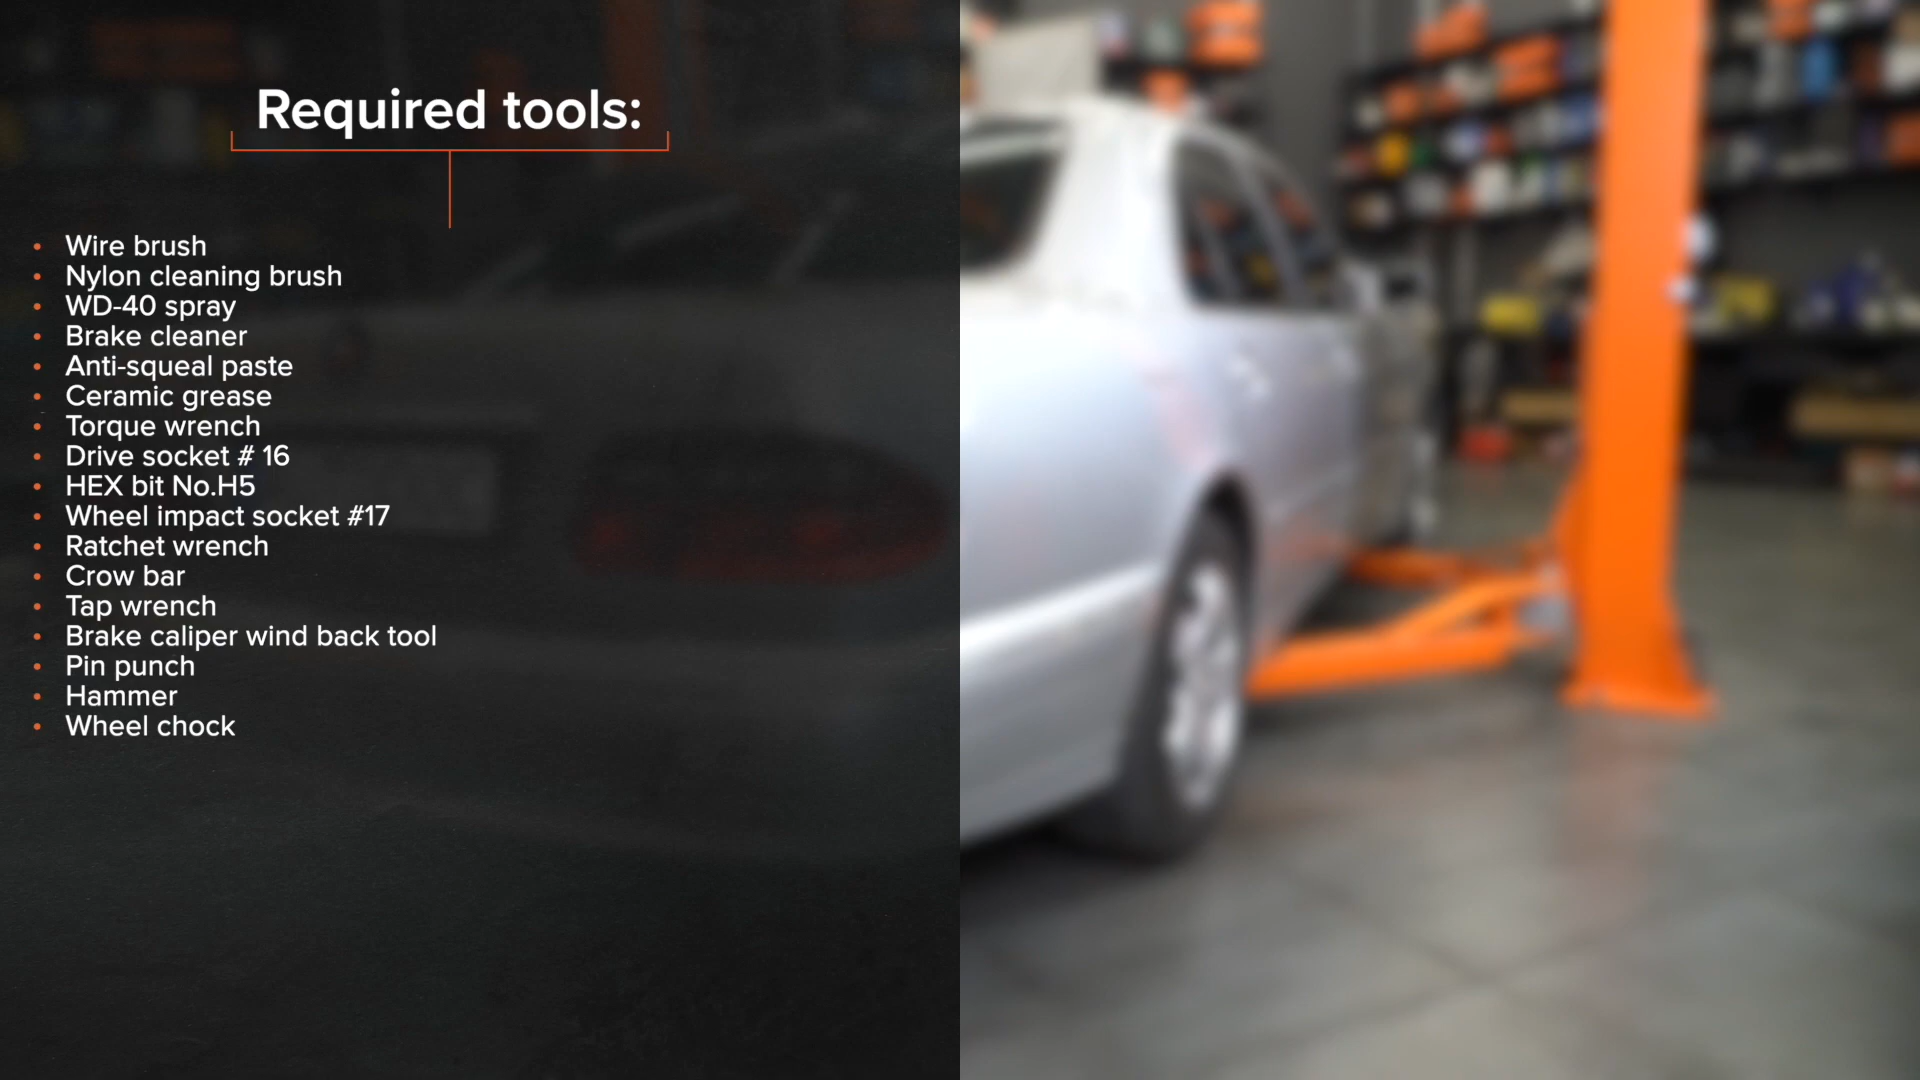 Required tools:
• Wire brush
• Nylon cleaning brush
• WD-40 spray
• Brake cleaner
• Anti-squeal paste
• Ceramic grease
• Torque wrench
• Drive socket # 16
• HEX bit No.H5
• Wheel impact socket #17
• Ratchet wrench
• Crow bar
• Tap wrench
• Brake caliper wind back tool
• Pin punch
• Hammer
• Wheel chock